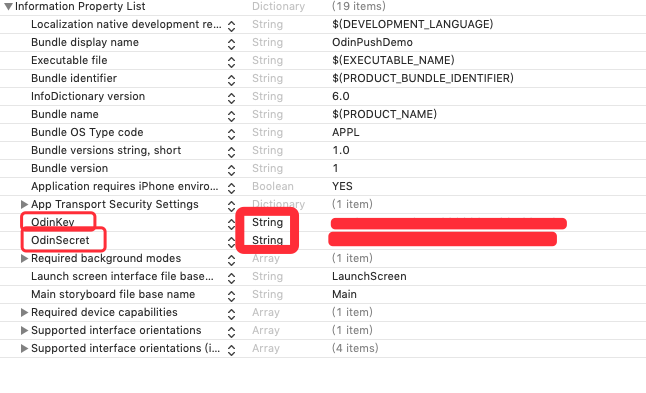 Information Property List Dictionary (19 items)
Localization native development re... String $(DEVELOPMENT_LANGUAGE)
Bundle display name String OdinPushDemo
Executable file String $(EXECUTABLE_NAME)
Bundle identifier String $(PRODUCT_BUNDLE_IDENTIFIER)
InfoDictionary version String 6.0
Bundle name String $(PRODUCT_NAME)
Bundle OS Type code String APPL
Bundle versions string, short String 1.0
Bundle version String 1
Application requires iPhone enviro... Boolean YES
App Transport Security Settings Dictionary (1 item)
OdinKey String
OdinSecret String
Required background modes Array (1 item)
Launch screen interface file base... String LaunchScreen
Main storyboard file base name String Main
Required device capabilities Array (1 item)
Supported interface orientations Array (1 item)
Supported interface orientations (i... Array (4 items)